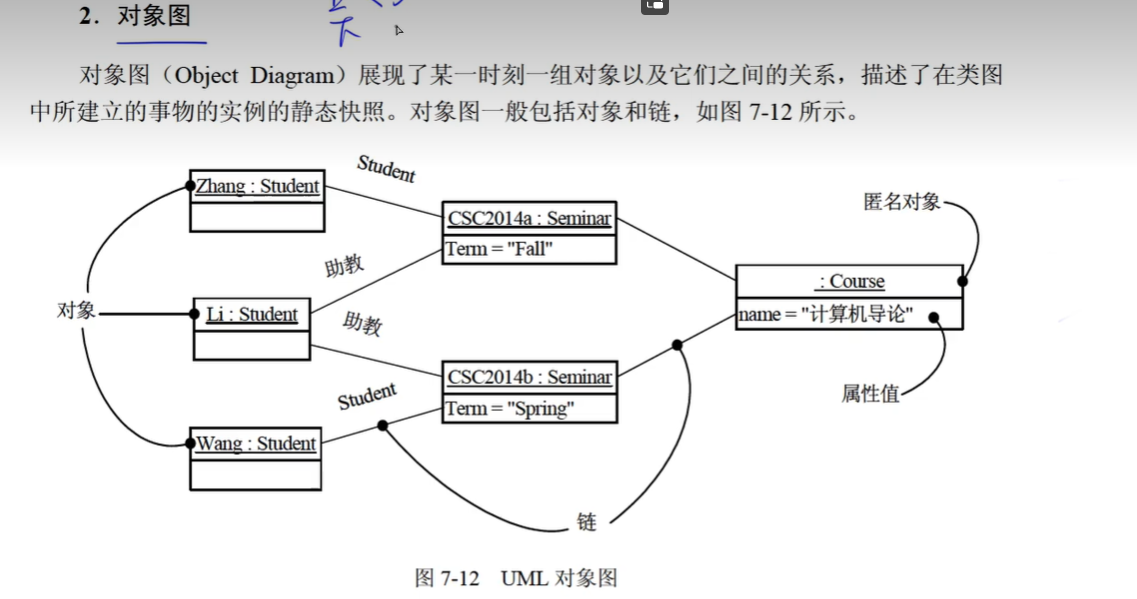 2. 对象图
下
对象图（Object Diagram）展现了某一时刻一组对象以及它们之间的关系，描述了在类图
中所建立的事物的实例的静态快照。对象图一般包括对象和链，如图 7-12 所示。
Student
Zhang : Student
匿名对象
CSC2014a : Seminar
Term = "Fall"
助教
: Course
对象
Li : Student
name = "计算机导论"
助教
CSC2014b : Seminar
属性值
Student
Term = "Spring"
Wang : Student
链
图 7-12 UML 对象图